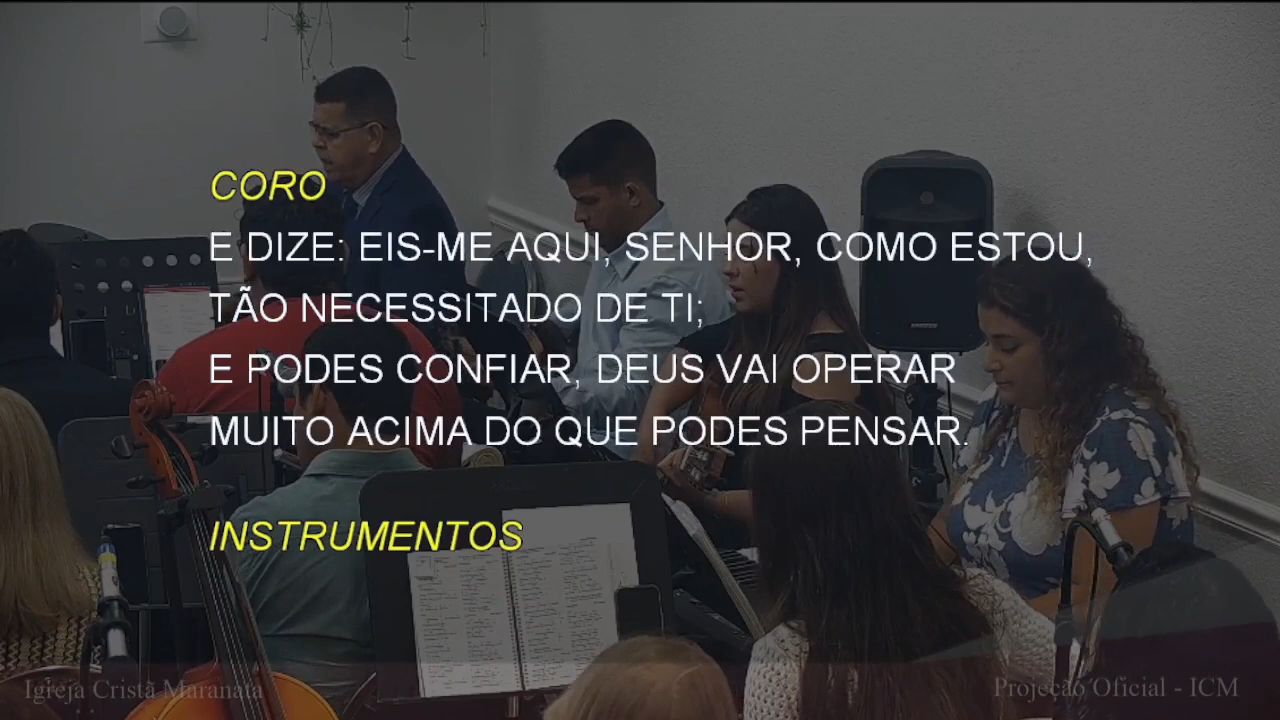 CORO
E DIZE: EIS-ME AQUI, SENHOR, COMO ESTOU,
TÃO NECESSITADO DE TI;
E PODES CONFIAR, DEUS VAI OPERAR
MUITO ACIMA DO QUE PODES PENSAR.
INSTRUMENTOS
Igreja Cristã Maranata
Projeção Oficial - ICM